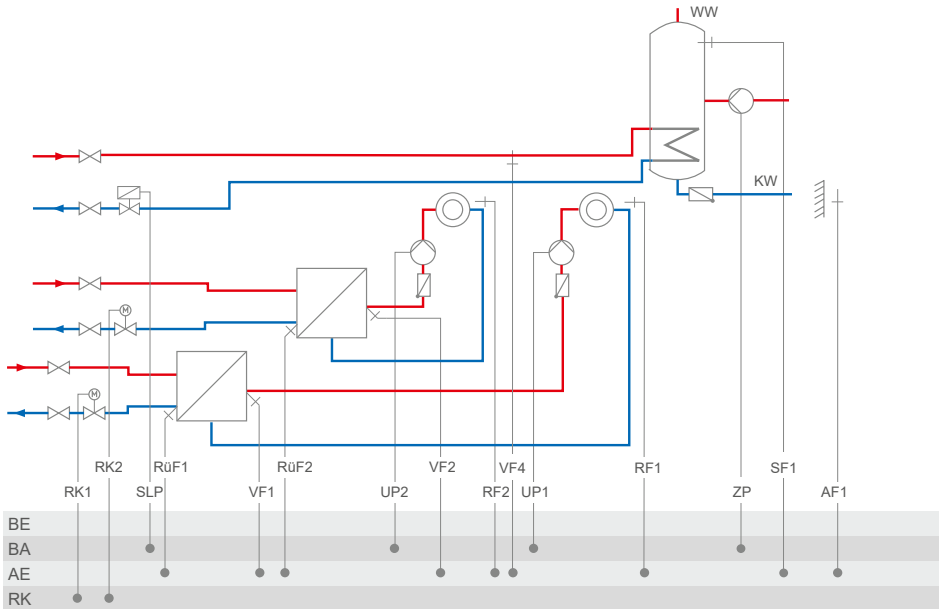 WW
KW
M
M
RK2 RüF1 RüF2 VF2 VF4 RF1 SF1
RK1 SLP VF1 UP2 RF2 UP1 ZP AF1
BE
BA
AE
RK